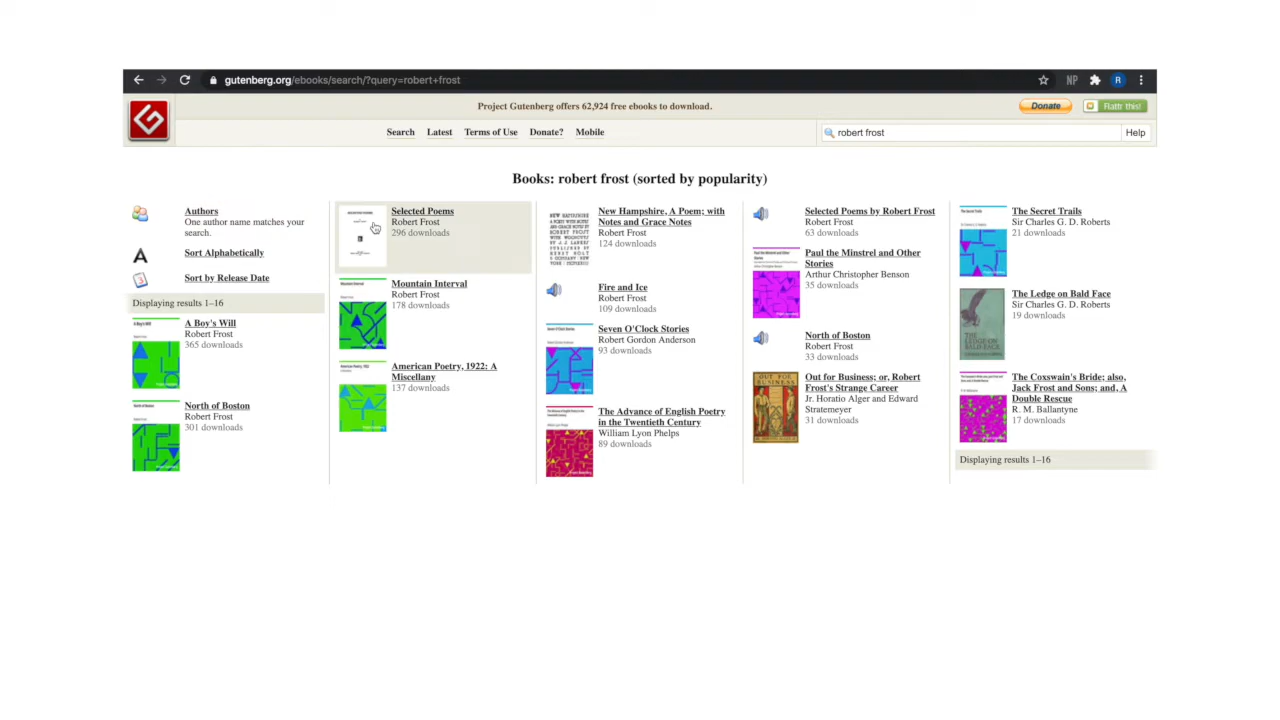 gutenberg.org/ebooks/search/?query=robert+frost
NP
R
Project Gutenberg offers 62,924 free ebooks to download.
Donate
Flattr this!
Search
Latest
Terms of Use
Donate?
Mobile
robert frost
Help
Books: robert frost (sorted by popularity)
Authors
One author name matches your
search.
Sort Alphabetically
Sort by Release Date
Displaying results 1–16
A Boy's Will
Robert Frost
365 downloads
North of Boston
Robert Frost
301 downloads
Selected Poems
Robert Frost
296 downloads
Mountain Interval
Robert Frost
178 downloads
American Poetry, 1922: A
Miscellany
137 downloads
New Hampshire, A Poem; with
Notes and Grace Notes
Robert Frost
124 downloads
Fire and Ice
Robert Frost
109 downloads
Seven O'Clock Stories
Robert Gordon Anderson
93 downloads
The Advance of English Poetry
in the Twentieth Century
William Lyon Phelps
89 downloads
Selected Poems by Robert Frost
Robert Frost
63 downloads
Paul the Minstrel and Other
Stories
Arthur Christopher Benson
35 downloads
North of Boston
Robert Frost
33 downloads
OUT FOR
BUSINESS
Out for Business; or, Robert
Frost's Strange Career
Jr. Horatio Alger and Edward
Stratemeyer
31 downloads
The Secret Trails
Sir Charles G. D. Roberts
21 downloads
THE
LEDGE ON
BALD FACE
The Ledge on Bald Face
Sir Charles G. D. Roberts
19 downloads
The Coxswain's Bride; also,
Jack Frost and Sons; and, A
Double Rescue
R. M. Ballantyne
17 downloads
Displaying results 1–16